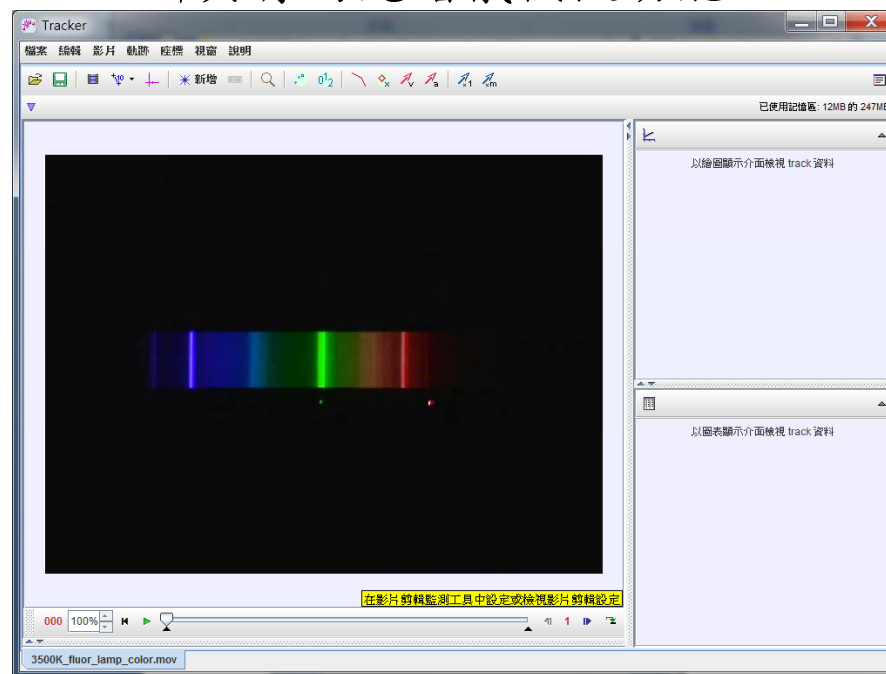 Tracker
檔案 編輯 影片 軌跡 座標 視窗 說明
新增
已使用記憶區: 12MB 的 247MB
以繪圖顯示介面檢視 track 資料
以圖表顯示介面檢視 track 資料
在影片剪輯監測工具中設定或檢視影片剪輯設定
000 100% 1
3500K_fluor_lamp_color.mov